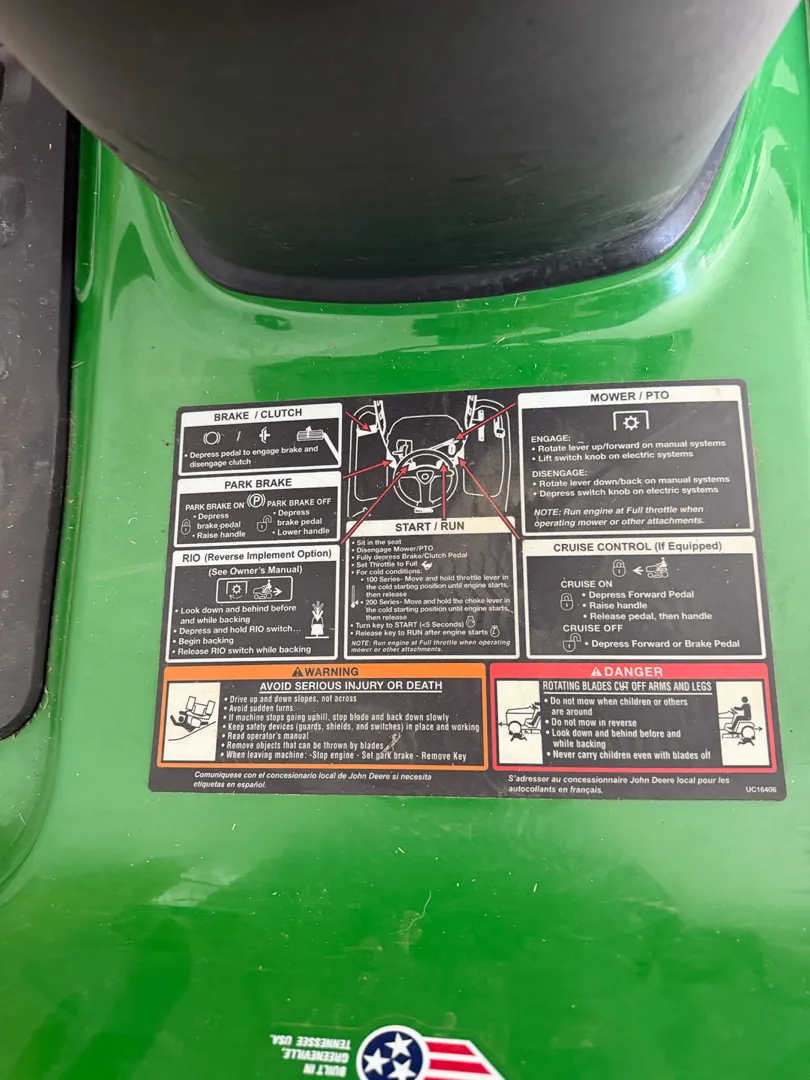 BRAKE / CLUTCH
/
• Depress pedal to engage brake and
disengage clutch
PARK BRAKE
PARK BRAKE ON
• Depress
brake pedal
• Raise handle
P
PARK BRAKE OFF
• Depress
brake pedal
• Lower handle
RIO (Reverse Implement Option)
(See Owner's Manual)
• Look down and behind before
and while backing
• Depress and hold RIO switch...
• Begin backing
• Release RIO switch while backing
START / RUN
• Sit in the seat
• Disengage Mower/PTO
• Fully depress Brake/Clutch Pedal
• Set Throttle to Full
• For cold conditions:
• 100 Series- Move and hold throttle lever in
the cold starting position until engine starts,
then release
• 200 Series- Move and hold the choke lever in
the cold starting position until engine starts,
then release
• Turn key to START (<5 Seconds)
• Release key to RUN after engine starts
NOTE: Run engine at Full throttle when operating
mower or other attachments.
MOWER / PTO
ENGAGE:
• Rotate lever up/forward on manual systems
• Lift switch knob on electric systems
DISENGAGE:
• Rotate lever down/back on manual systems
• Depress switch knob on electric systems
NOTE: Run engine at Full throttle when
operating mower or other attachments.
CRUISE CONTROL (If Equipped)
CRUISE ON
• Depress Forward Pedal
• Raise handle
• Release pedal, then handle
CRUISE OFF
• Depress Forward or Brake Pedal
WARNING
AVOID SERIOUS INJURY OR DEATH
• Drive up and down slopes, not across
• Avoid sudden turns
• If machine stops going uphill, stop blade and back down slowly
• Keep safety devices (guards, shields, and switches) in place and working
• Read operator's manual
• Remove objects that can be thrown by blades
• When leaving machine: -Stop engine - Set park brake - Remove Key
DANGER
ROTATING BLADES CUT OFF ARMS AND LEGS
• Do not mow when children or others
are around
• Do not mow in reverse
• Look down and behind before and
while backing
• Never carry children even with blades off
Comuniquese con el concesionario local de John Deere si necesita
etiquetas en español.
S'adresser au concessionnaire John Deere local pour les
autocollants en français.
UC16406
BUILT IN
GREENEVILLE,
TENNESSEE USA.